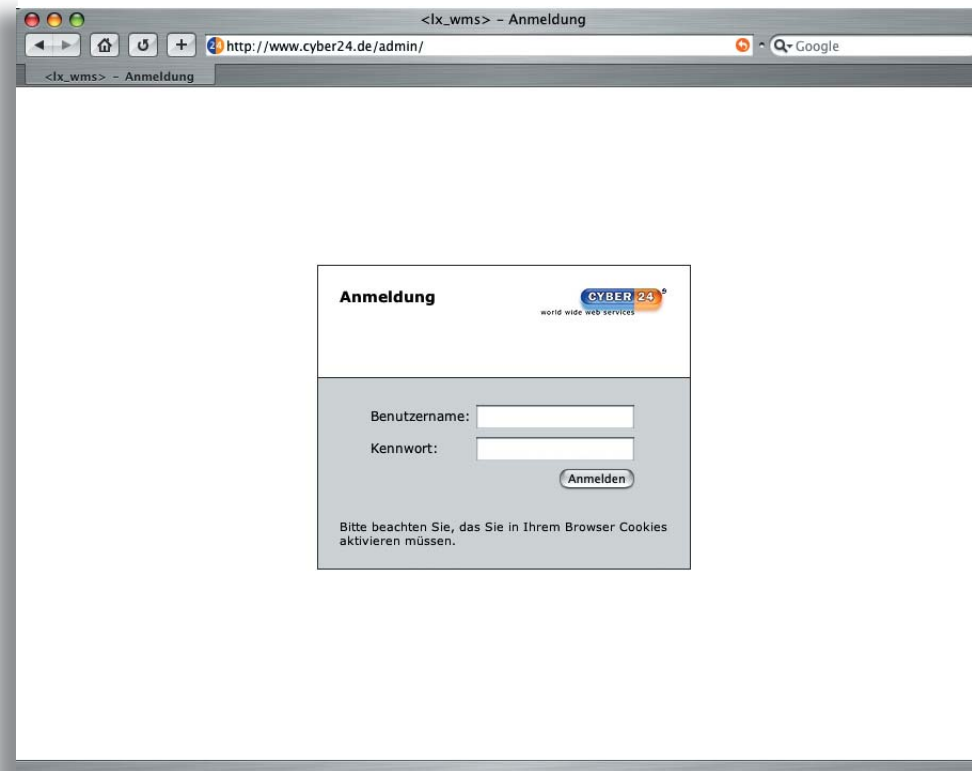 <lx_wms> – Anmeldung
http://www.cyber24.de/admin/
Google
<lx_wms> – Anmeldung
Anmeldung
CYBER 24
world wide web services
Benutzername:
Kennwort:
Anmelden
Bitte beachten Sie, das Sie in Ihrem Browser Cookies
aktivieren müssen.